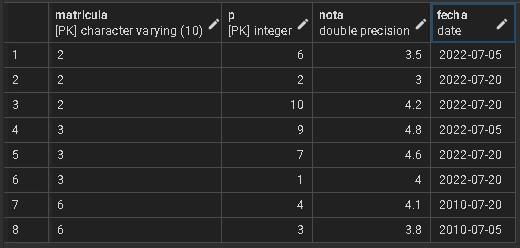 matricula p nota fecha
[PK] character varying (10) [PK] integer double precision date
1 2 6 3.5 2022-07-05
2 2 2 3 2022-07-20
3 2 10 4.2 2022-07-20
4 3 9 4.8 2022-07-05
5 3 7 4.6 2022-07-20
6 3 1 4 2022-07-20
7 6 4 4.1 2010-07-20
8 6 3 3.8 2010-07-05